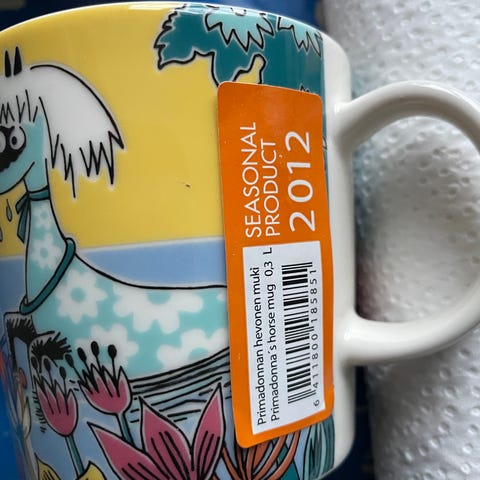 SEASONAL
PRODUCT
2012
Primadonnan hevonen muki
Primadonna's horse mug 0,3 L
6 411800 185851